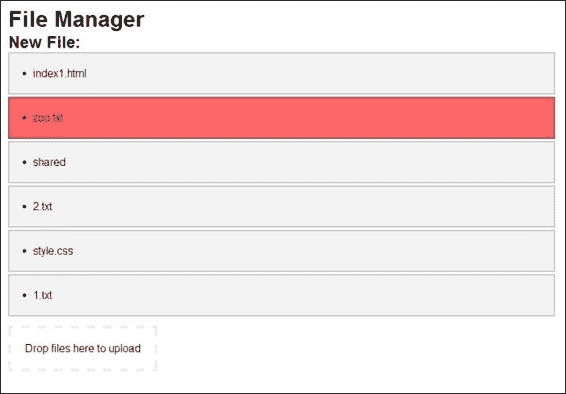 File Manager
New File:
index1.html
zoo.txt
shared
2.txt
style.css
1.txt
Drop files here to upload